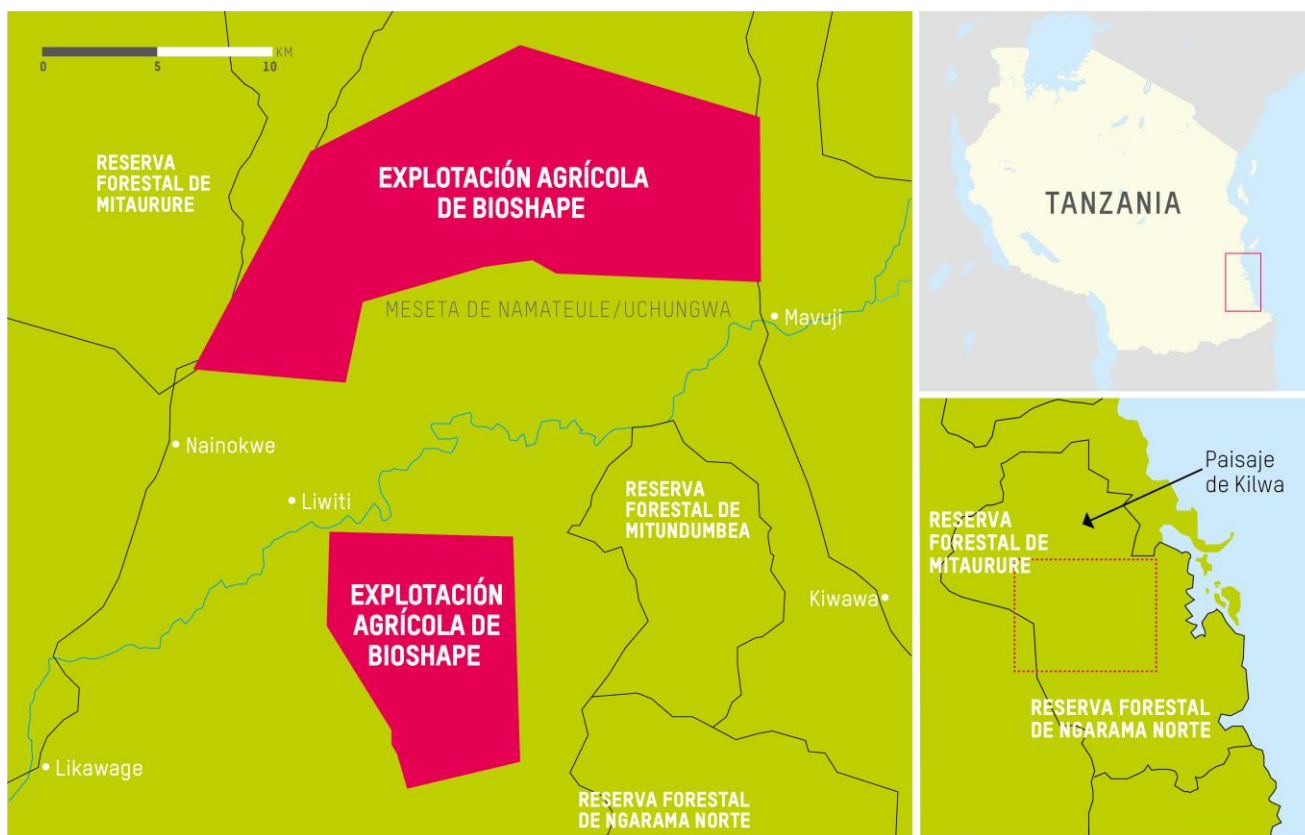 KM
0 5 10
RESERVA
FORESTAL DE
MITAURURE
EXPLOTACIÓN AGRÍCOLA
DE BIOSHAPE
MESETA DE NAMATEULE/UCHUNGWA
Mavuji
Nainokwe
Liwiti
RESERVA
FORESTAL DE
MITUNDUMBEA
EXPLOTACIÓN
AGRÍCOLA DE
BIOSHAPE
Kiwawa
Likawage
RESERVA FORESTAL
DE NGARAMA NORTE
TANZANIA
Paisaje
de Kilwa
RESERVA
FORESTAL DE
MITAURURE
RESERVA FORESTAL
DE NGARAMA NORTE